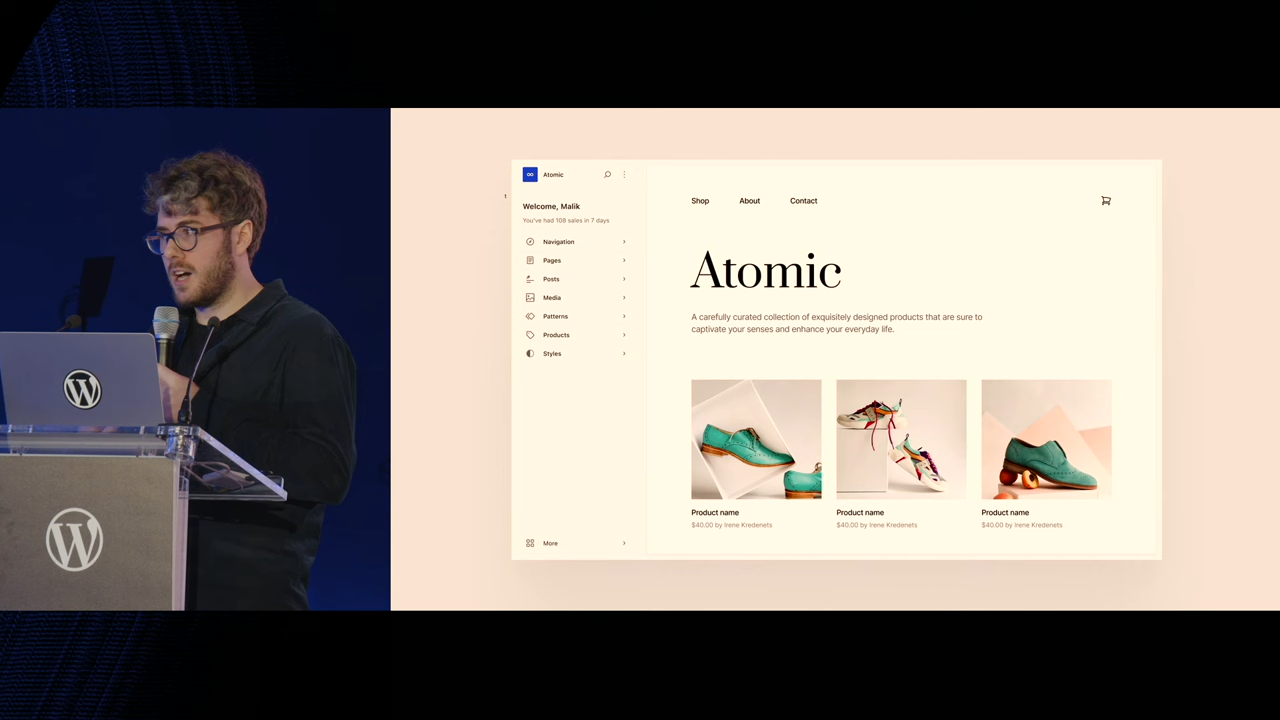 W
W
Atomic
Welcome, Malik
You've had 108 sales in 7 days
Navigation
Pages
Posts
Media
Patterns
Products
Styles
More
Shop
About
Contact
Atomic
A carefully curated collection of exquisitely designed products that are sure to
captivate your senses and enhance your everyday life.
Product name
$40.00 by Irene Kredenets
Product name
$40.00 by Irene Kredenets
Product name
$40.00 by Irene Kredenets